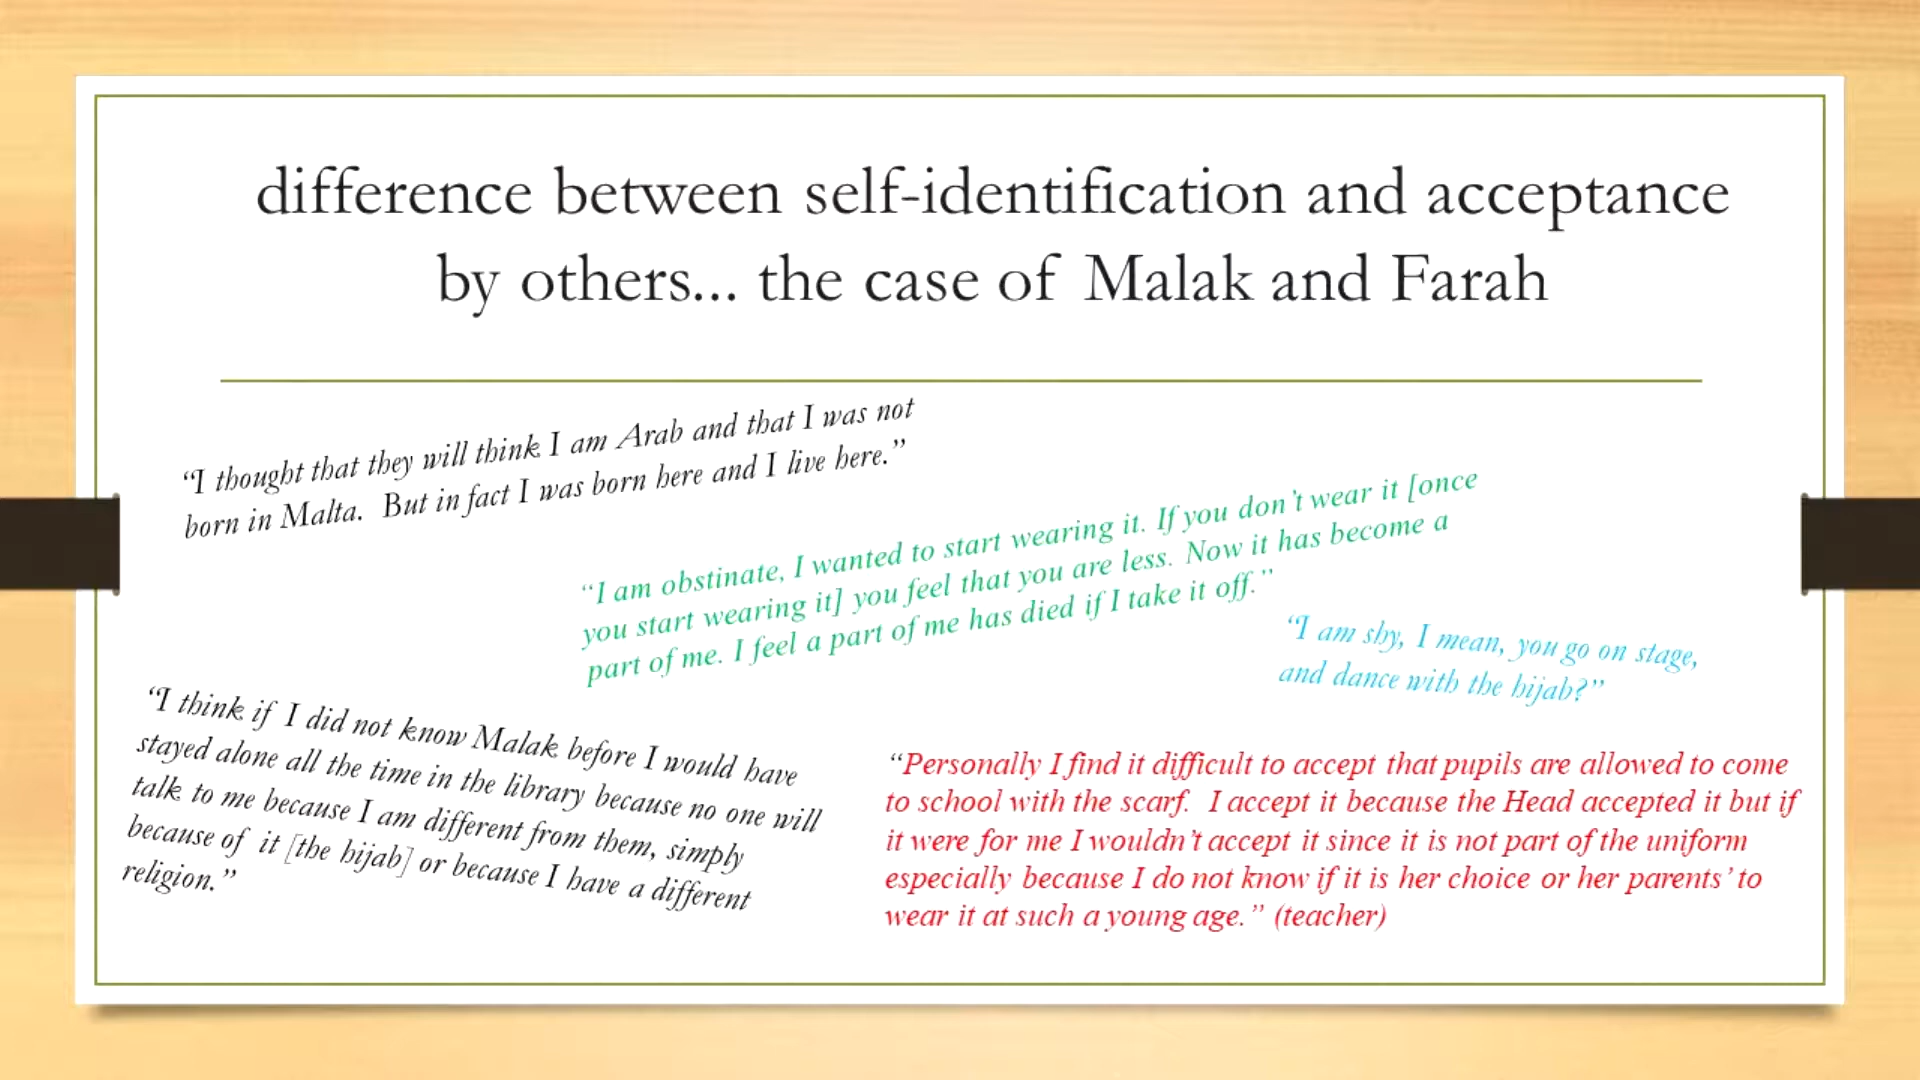 difference between self-identification and acceptance
by others... the case of Malak and Farah
“I thought that they will think I am Arab and that I was not
born in Malta. But in fact I was born here and I live here.”
“I am obstinate, I wanted to start wearing it. If you don’t wear it [once
you start wearing it] you feel that you are less. Now it has become a
part of me. I feel a part of me has died if I take it off.”
“I am shy, I mean, you go on stage,
and dance with the hijab?”
“I think if I did not know Malak before I would have
stayed alone all the time in the library because no one will
talk to me because I am different from them, simply
because of it [the hijab] or because I have a different
religion.”
“Personally I find it difficult to accept that pupils are allowed to come
to school with the scarf. I accept it because the Head accepted it but if
it were for me I wouldn’t accept it since it is not part of the uniform
especially because I do not know if it is her choice or her parents’ to
wear it at such a young age.” (teacher)